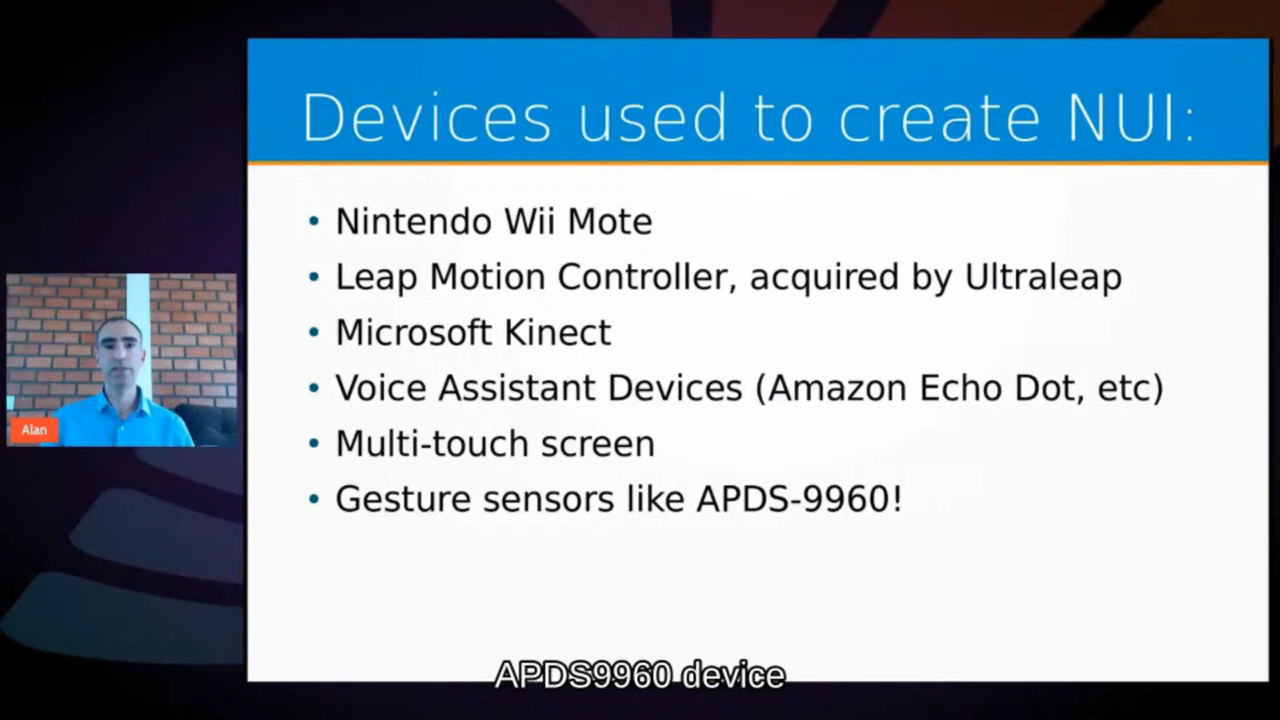 Devices used to create NUI:
• Nintendo Wii Mote
• Leap Motion Controller, acquired by Ultraleap
• Microsoft Kinect
• Voice Assistant Devices (Amazon Echo Dot, etc)
• Multi-touch screen
• Gesture sensors like APDS-9960!
Alan
APDS9960 device